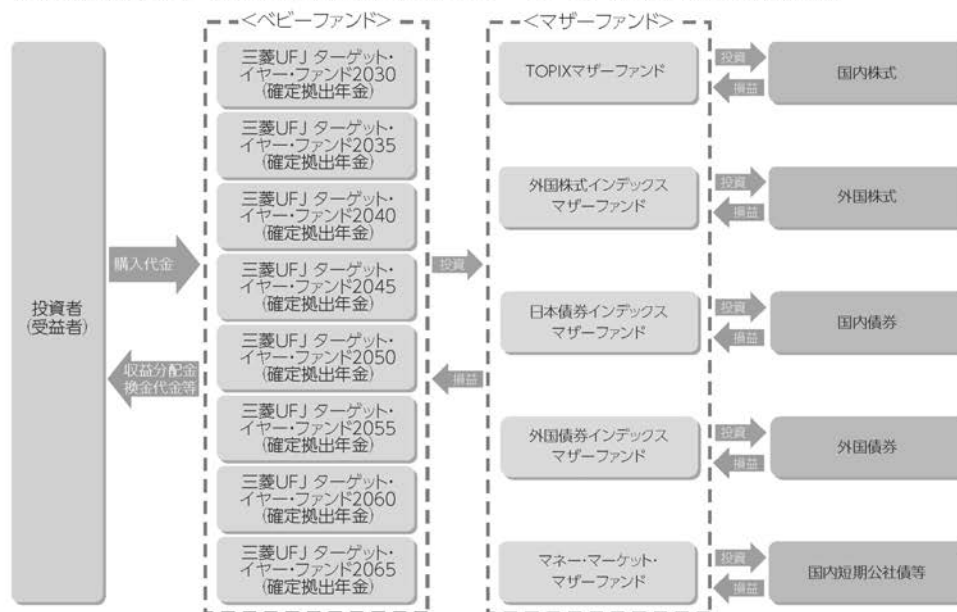 <ベビーファンド>
<マザーファンド>
投資者
(受益者)
購入代金
収益分配金
換金代金等
三菱UFJ ターゲット・
イヤー・ファンド2030
(確定拠出年金)
三菱UFJ ターゲット・
イヤー・ファンド2035
(確定拠出年金)
三菱UFJ ターゲット・
イヤー・ファンド2040
(確定拠出年金)
三菱UFJ ターゲット・
イヤー・ファンド2045
(確定拠出年金)
三菱UFJ ターゲット・
イヤー・ファンド2050
(確定拠出年金)
三菱UFJ ターゲット・
イヤー・ファンド2055
(確定拠出年金)
三菱UFJ ターゲット・
イヤー・ファンド2060
(確定拠出年金)
三菱UFJ ターゲット・
イヤー・ファンド2065
(確定拠出年金)
投資
損益
TOPIXマザーファンド
投資
損益
国内株式
外国株式インデックス
マザーファンド
投資
損益
外国株式
日本債券インデックス
マザーファンド
投資
損益
国内債券
外国債券インデックス
マザーファンド
投資
損益
外国債券
マネー・マーケット・
マザーファンド
投資
損益
国内短期公社債等